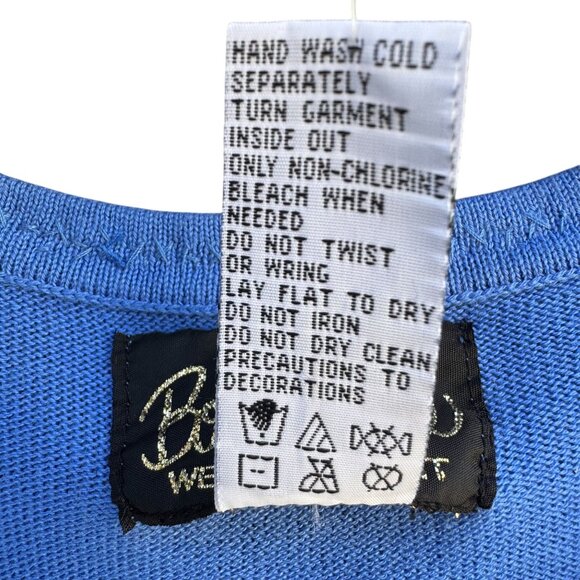 HAND WASH COLD
SEPARATELY
TURN GARMENT
INSIDE OUT
ONLY NON-CHLORINE
BLEACH WHEN
NEEDED
DO NOT TWIST
OR WRING
LAY FLAT TO DRY
DO NOT IRON
DO NOT DRY CLEAN
PRECAUTIONS TO
DECORATIONS